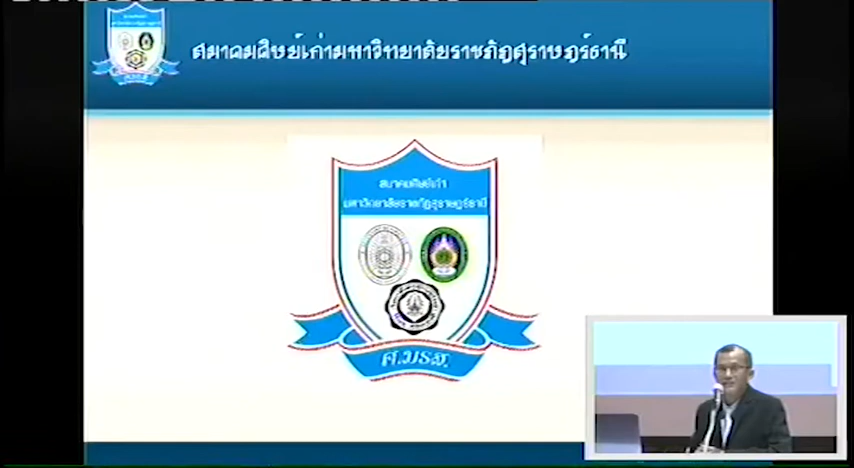 สมาคมศิษย์เก่ามหาวิทยาลัยราชภัฏสุราษฎร์ธานี
สมาคมศิษย์เก่า
มหาวิทยาลัยราชภัฏสุราษฎร์ธานี
ศ.มรส.